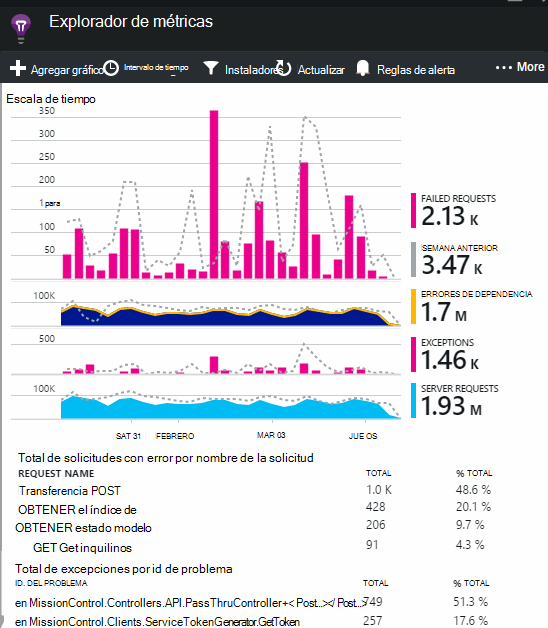 Explorador de métricas
Agregar gráfico Intervalo de tiempo Instaladores Actualizar Reglas de alerta ••• More
Escala de tiempo
350
300
250
200
1 para
100
50
FAILED REQUESTS
2.13 K
SEMANA ANTERIOR
3.47 K
100K
ERRORES DE DEPENDENCIA
1.7 M
500
EXCEPTIONS
1.46 K
100K
SERVER REQUESTS
1.93 M
SAT 31 FEBRERO MAR 03 JUE OS
Total de solicitudes con error por nombre de la solicitud
REQUEST NAME TOTAL % TOTAL
Transferencia POST 1.0 K 48.6 %
OBTENER el índice de 428 20.1 %
OBTENER estado modelo 206 9.7 %
GET Get inquilinos 91 4.3 %
Total de excepciones por id de problema
ID. DEL PROBLEMA TOTAL % TOTAL
en MissionControl.Controllers.API.PassThruController+< Post...></ Post...> 749 51.3 %
en MissionControl.Clients.ServiceTokenGenerator.GetToken 257 17.6 %